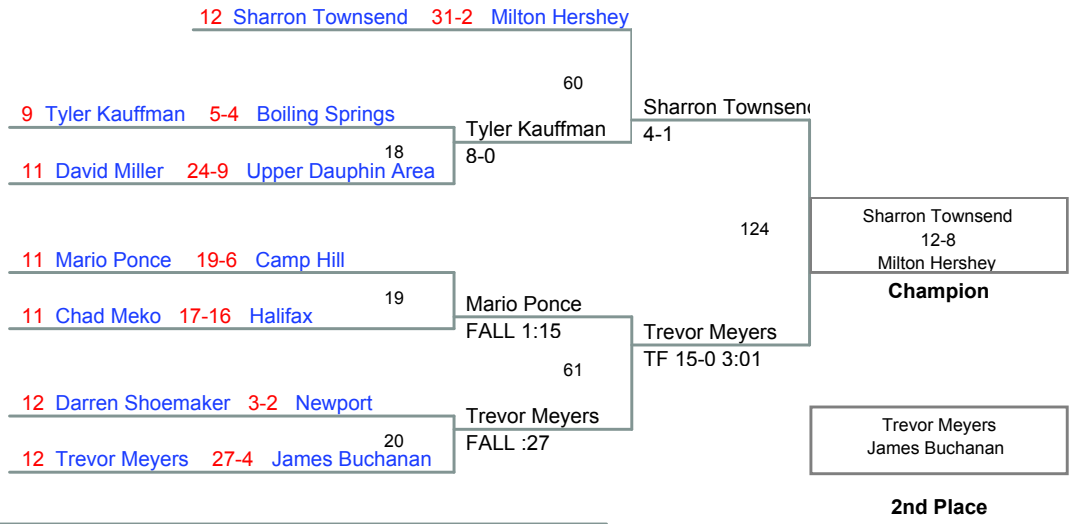 12 Sharron Townsend 31-2 Milton Hershey
60
Sharron Townsend
4-1
9 Tyler Kauffman 5-4 Boiling Springs
Tyler Kauffman
8-0
18
11 David Miller 24-9 Upper Dauphin Area
124
Sharron Townsend
12-8
Milton Hershey
Champion
11 Mario Ponce 19-6 Camp Hill
19
Mario Ponce
FALL 1:15
11 Chad Meko 17-16 Halifax
Trevor Meyers
TF 15-0 3:01
61
12 Darren Shoemaker 3-2 Newport
Trevor Meyers
FALL :27
20
12 Trevor Meyers 27-4 James Buchanan
Trevor Meyers
James Buchanan
2nd Place